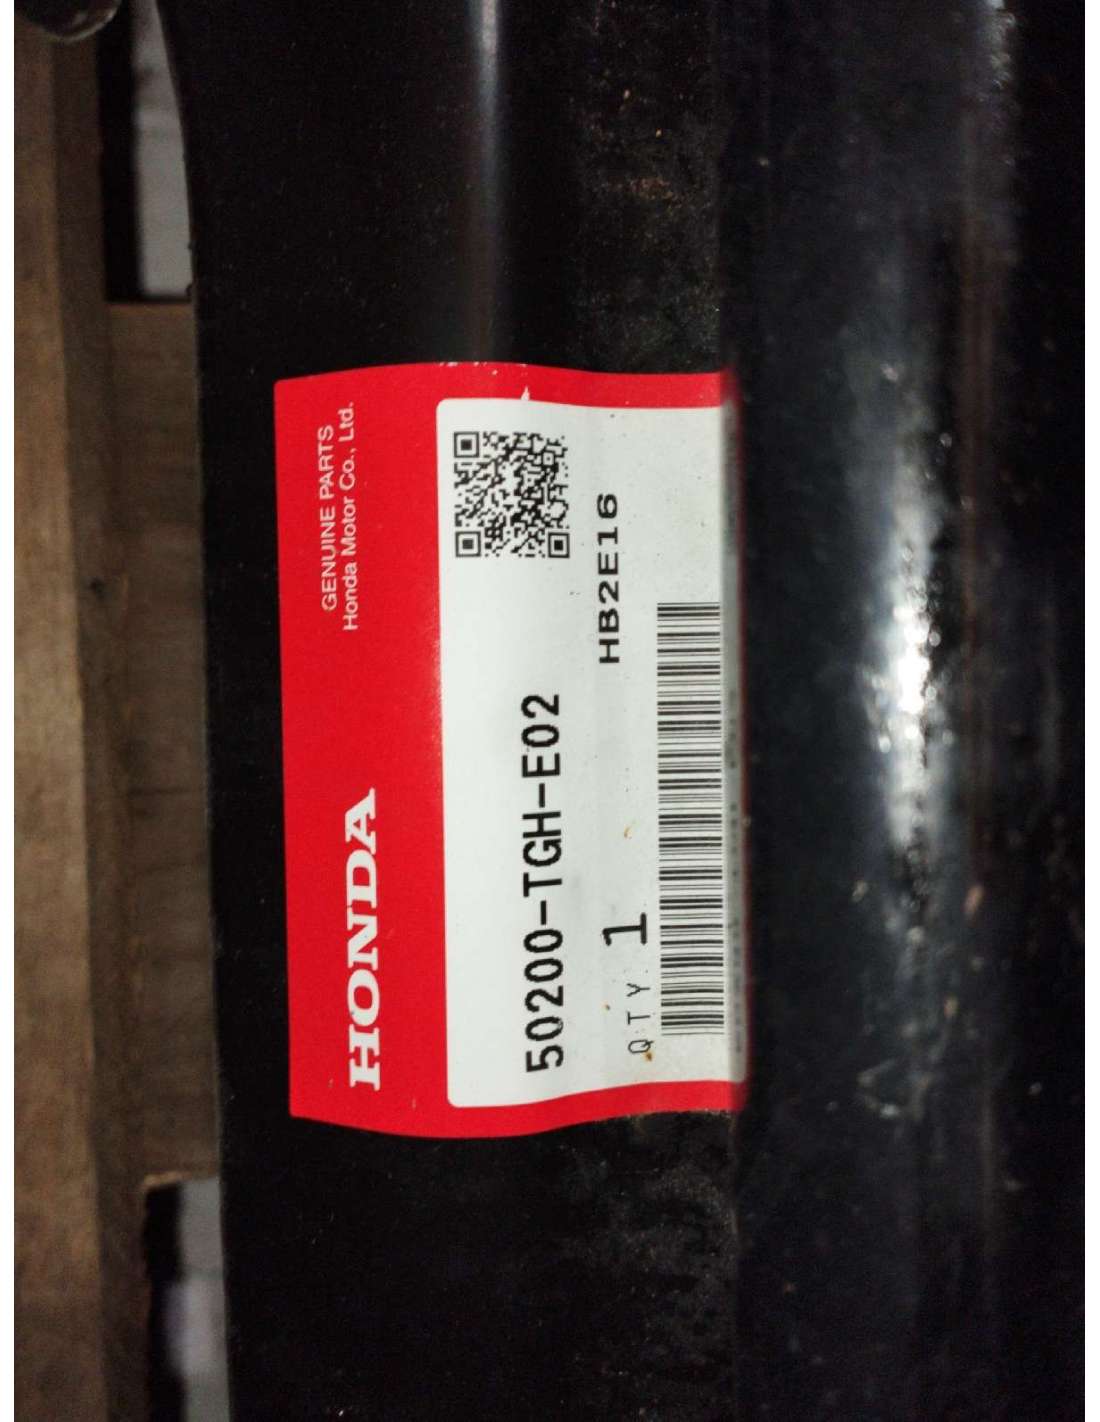 HONDA
GENUINE PARTS
Honda Motor Co., Ltd.
50200-TGH-E02
QTY 1
HB2E16